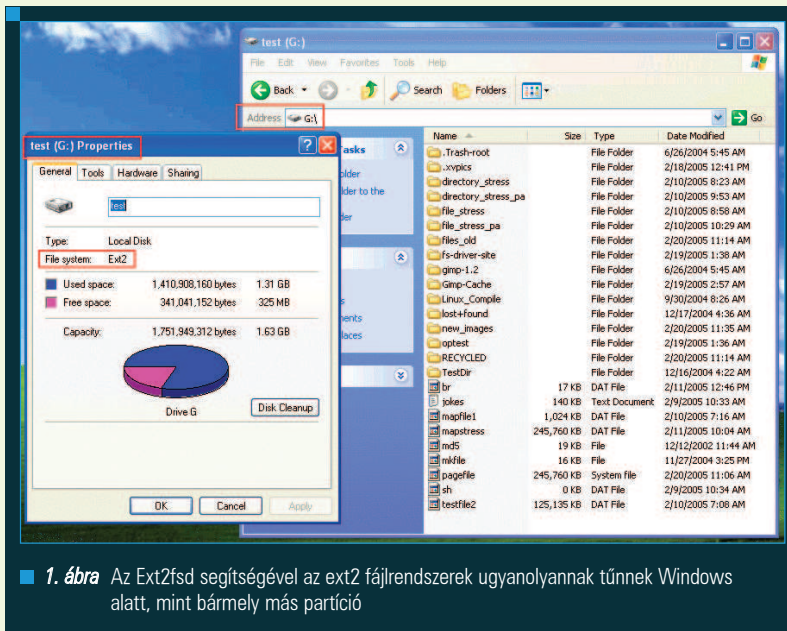 test (G:)
File Edit View Favorites Tools Help
Back Search Folders
Address G:\ Go
test (G:) Properties
General Tools Hardware Sharing
test
Type: Local Disk
File system: Ext2
Used space: 1,410,908,160 bytes 1.31 GB
Free space: 341,041,152 bytes 325 MB
Capacity: 1,751,949,312 bytes 1.63 GB
Drive G
Disk Cleanup
OK Cancel Apply
Name Size Type Date Modified
.Trash-root File Folder 6/26/2004 5:45 AM
.xvpics File Folder 2/18/2005 12:41 PM
directory_stress File Folder 2/10/2005 8:23 AM
directory_stress_pa File Folder 2/10/2005 9:53 AM
file_stress File Folder 2/10/2005 8:58 AM
file_stress_pa File Folder 2/10/2005 10:29 AM
files_old File Folder 2/20/2005 11:14 AM
fs-driver-site File Folder 2/19/2005 1:38 AM
gimp-1.2 File Folder 6/26/2004 5:45 AM
Gimp-Cache File Folder 2/19/2005 2:57 AM
Linux_Compile File Folder 9/30/2004 8:26 AM
lost+found File Folder 12/17/2004 4:36 AM
new_images File Folder 2/20/2005 11:35 AM
optest File Folder 2/19/2005 1:36 AM
RECYCLED File Folder 2/20/2005 11:14 AM
TestDir File Folder 12/16/2004 4:22 AM
br 17 KB DAT File 2/11/2005 12:46 PM
jokes 140 KB Text Document 2/9/2005 10:33 AM
mapfile1 1,024 KB DAT File 2/10/2005 7:16 AM
mapstress 245,760 KB DAT File 2/11/2005 10:04 AM
md5 19 KB File 12/12/2002 11:44 AM
mkfile 16 KB File 11/27/2004 3:25 PM
pagefile 245,760 KB System file 2/20/2005 11:06 AM
sh 0 KB DAT File 2/9/2005 10:34 AM
testfile2 125,135 KB DAT File 2/10/2005 7:08 AM
1. ábra Az Ext2fsd segítségével az ext2 fájlrendszerek ugyanolyannak tűnnek Windows
alatt, mint bármely más partíció